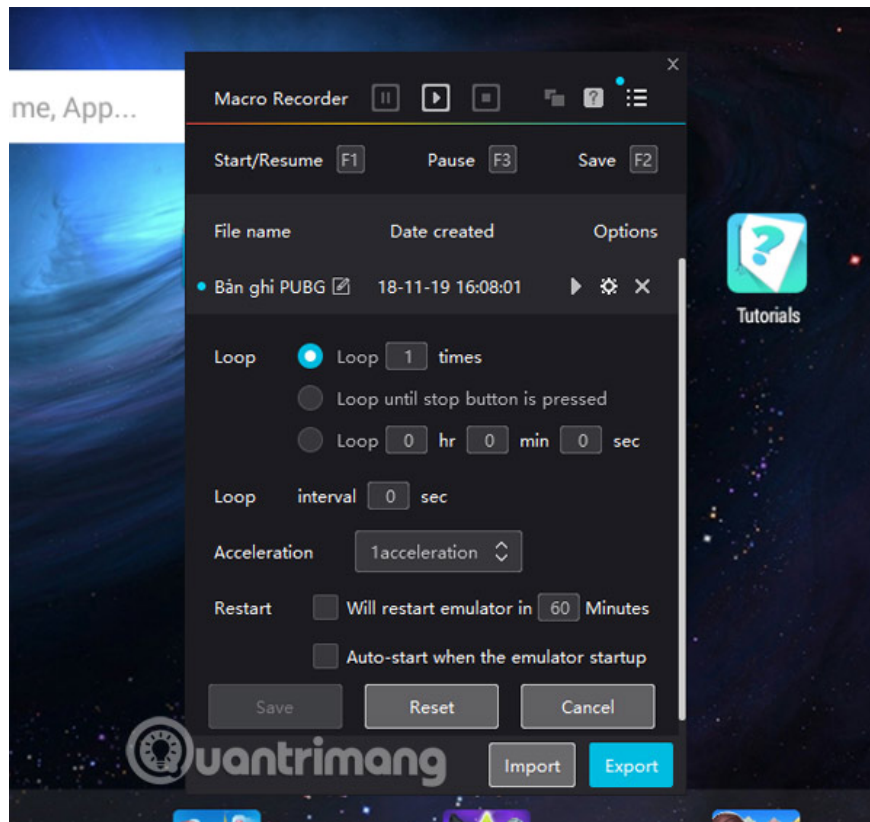 me, App...
Macro Recorder
Start/Resume F1 Pause F3 Save F2
File name Date created Options
Bản ghi PUBG 18-11-19 16:08:01
Tutorials
Loop Loop 1 times
Loop until stop button is pressed
Loop 0 hr 0 min 0 sec
Loop interval 0 sec
Acceleration 1acceleration
Restart Will restart emulator in 60 Minutes
Auto-start when the emulator startup
Save Reset Cancel
Quantrimang
Import Export